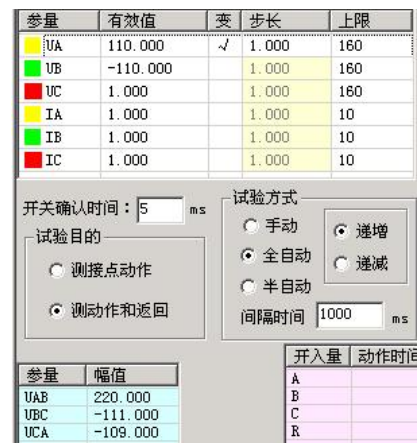 参量 有效值 变 步长 上限
UA 110.000 √ 1.000 160
UB -110.000 1.000 160
UC 1.000 1.000 160
IA 1.000 1.000 10
IB 1.000 1.000 10
IC 1.000 1.000 10
开关确认时间：5 ms
试验目的
测接点动作
测动作和返回
试验方式
手动
全自动
半自动
递增
递减
间隔时间 1000 ms
参量 幅值
UAB 220.000
UBC -111.000
UCA -109.000
开入量 动作时间
A
B
C
R